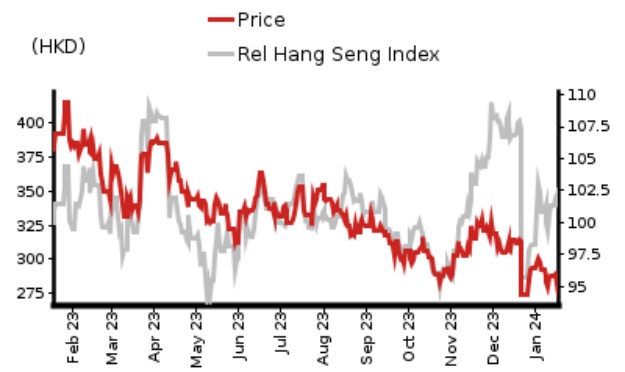 Price
(HKD)
Rel Hang Seng Index
400
375
350
325
300
275
110
107.5
105
102.5
100
97.5
95
Feb 23
Mar 23
Apr 23
May 23
Jun 23
Jul 23
Aug 23
Sep 23
Oct 23
Nov 23
Dec 23
Jan 24